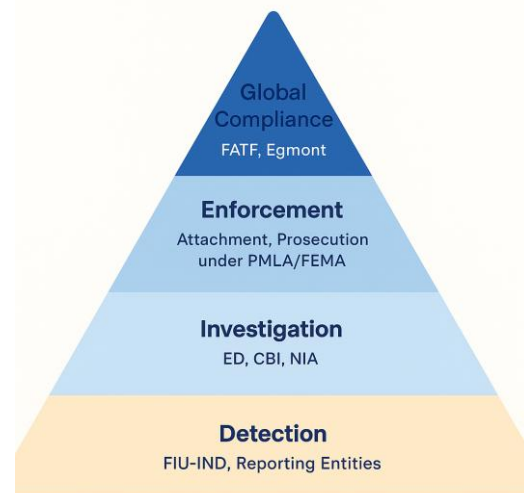 Global
Compliance
FATF, Egmont
Enforcement
Attachment, Prosecution
under PMLA/FEMA
Investigation
ED, CBI, NIA
Detection
FIU-IND, Reporting Entities